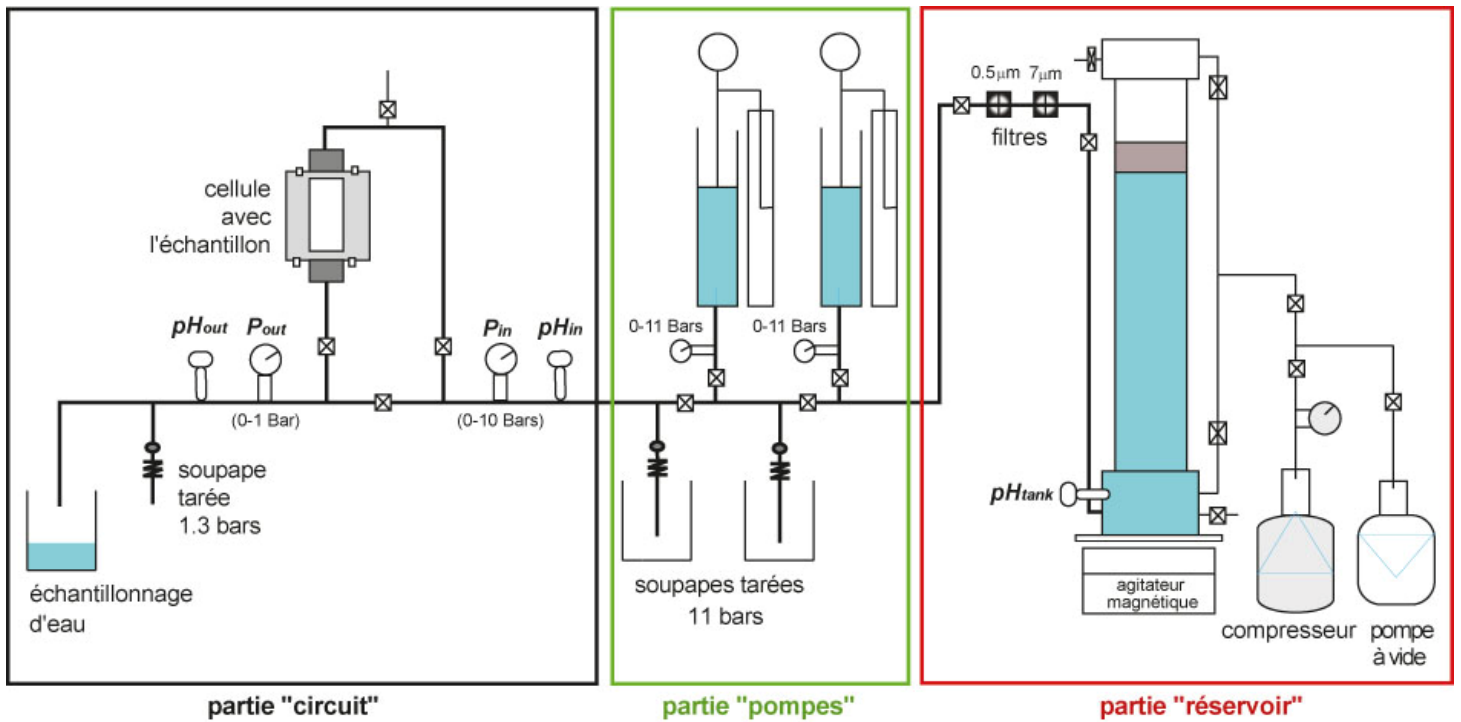 0.5µm 7µm
filtres
cellule
avec
l'échantillon
pHout Pout Pin pHin
0-11 Bars 0-11 Bars
(0-1 Bar) (0-10 Bars)
soupape
tarée
1.3 bars
pHtank
échantillonnage
d'eau
soupapes tarées
11 bars
agitateur
magnétique
compresseur pompe
à vide
partie "circuit" partie "pompes" partie "réservoir"